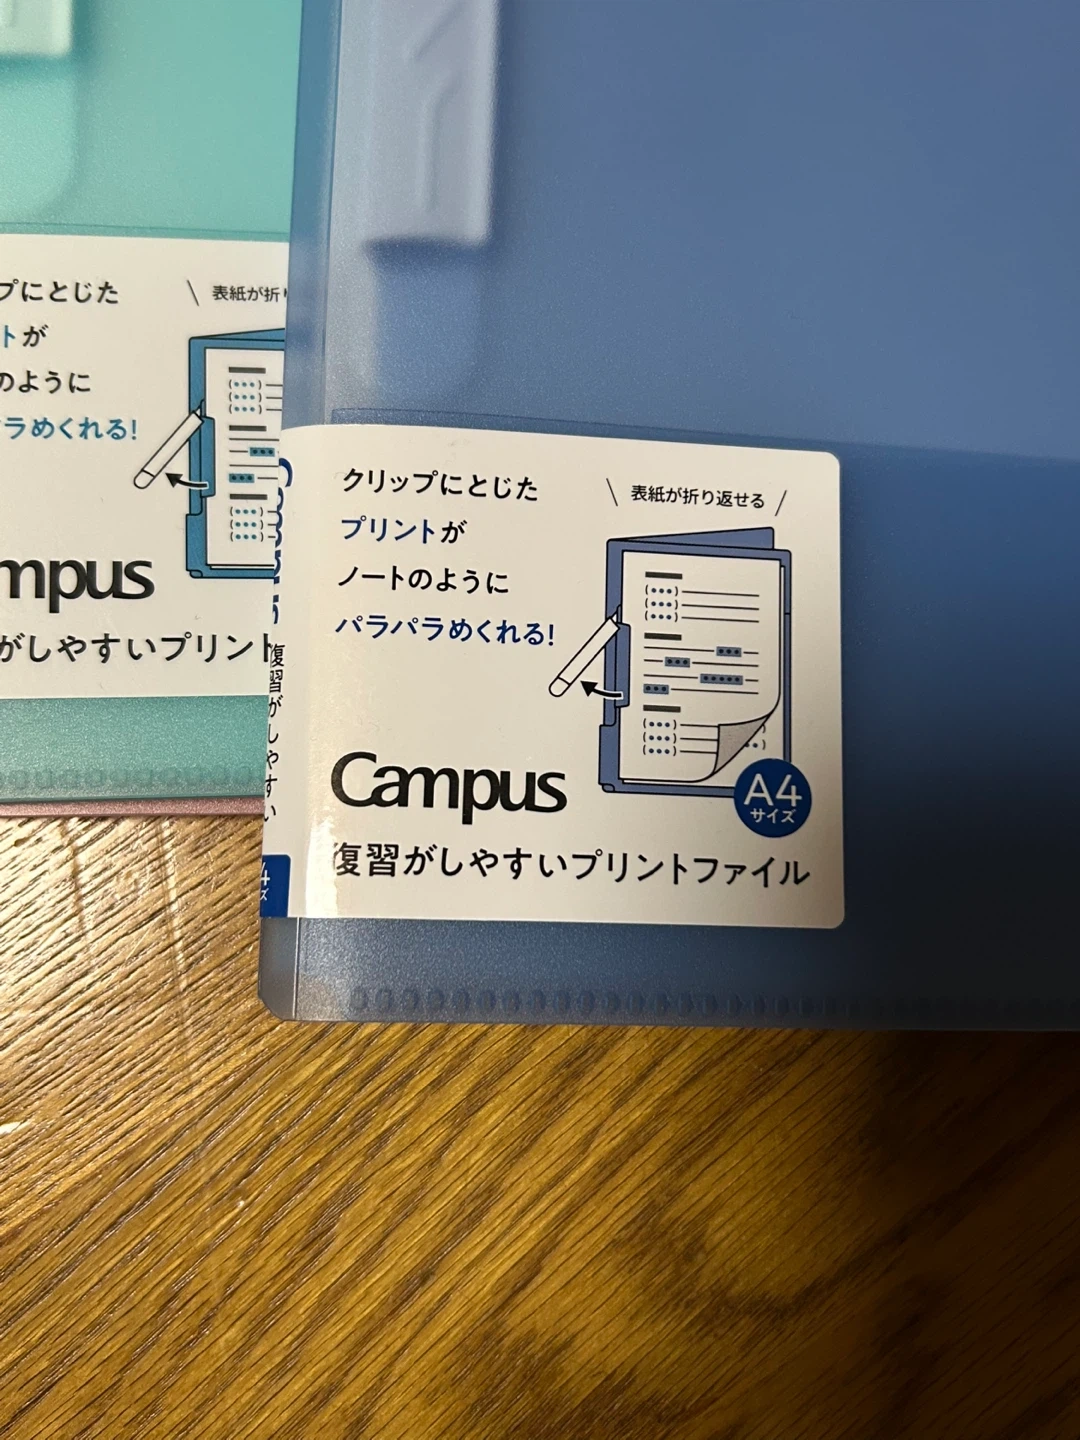 プにとじた
トが
のように
ラめくれる!
表紙が折り
mpus
がしやすいプリント
クリップにとじた
プリントが
ノートのように
パラパラめくれる!
表紙が折り返せる
Campus
A4
サイズ
復習がしやすいプリントファイル
復習がしやすい